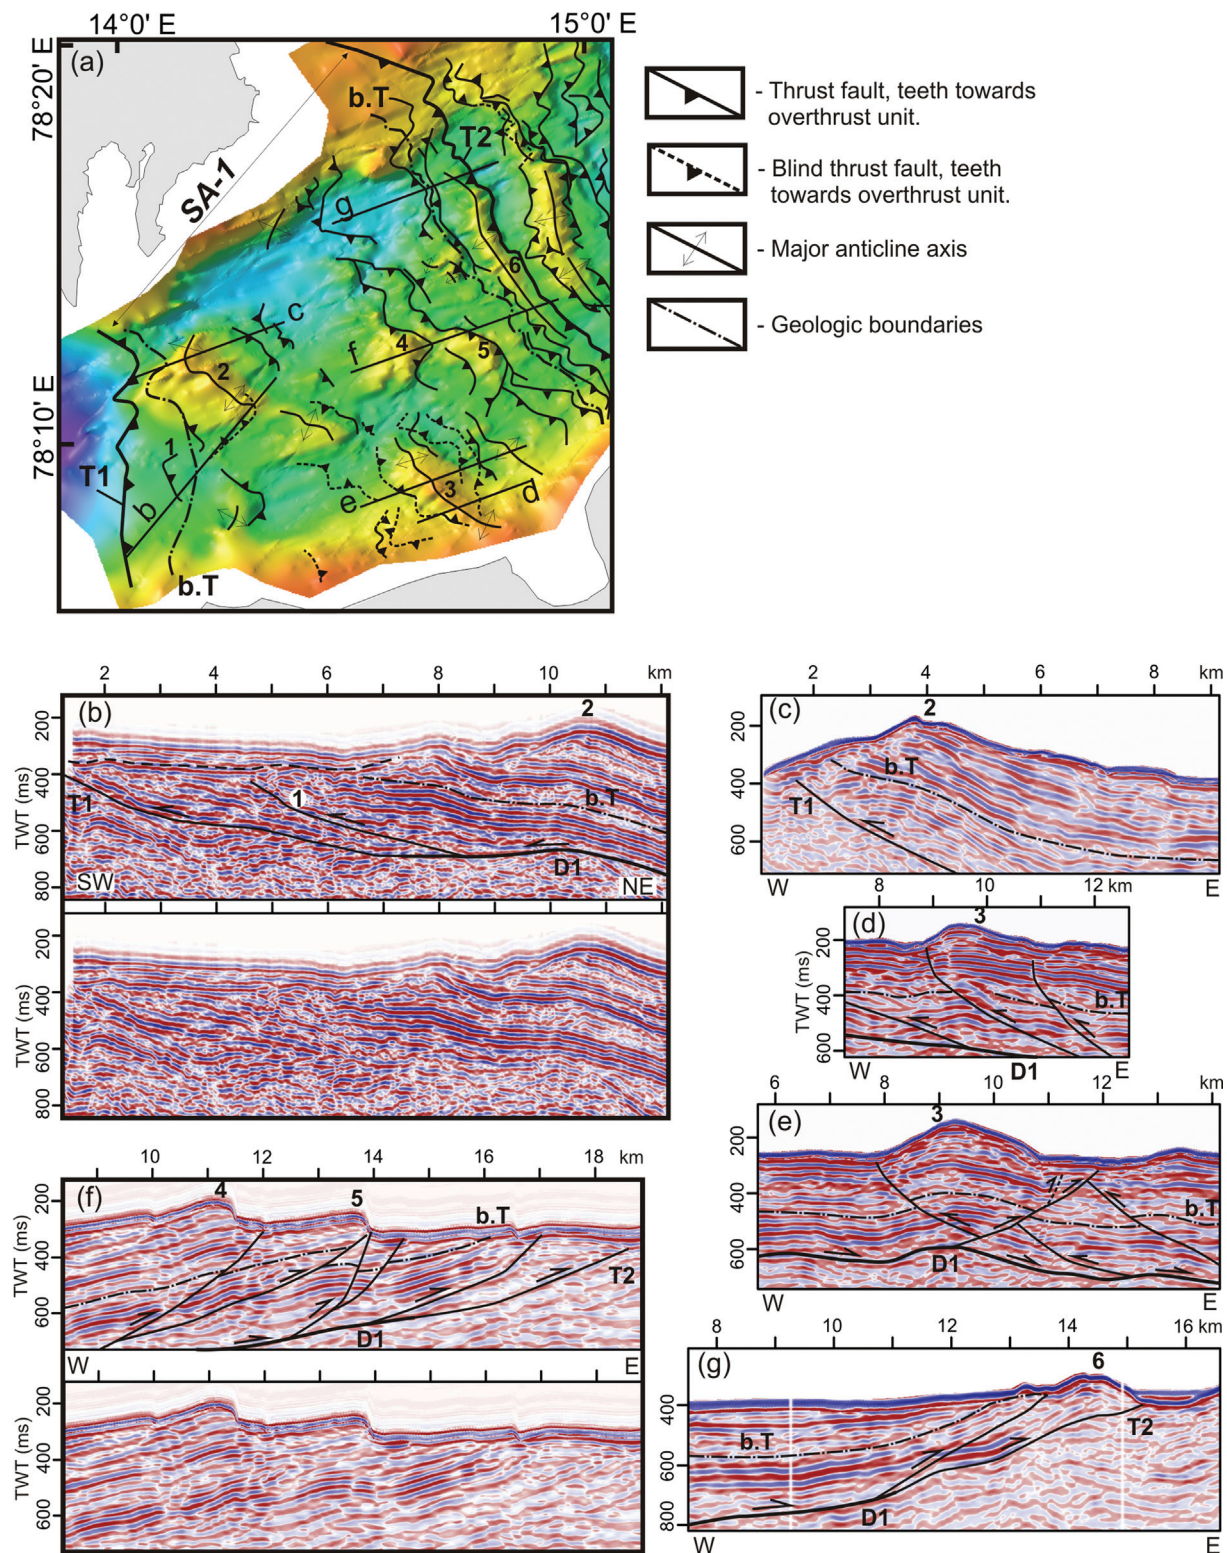 14°0' E 15°0' E
(a)
78°20' E
78°10' E
b.T
T2
SA-1
g
6
c
f
4
5
2
1
T1
b
e
3
d
b.T
- Thrust fault, teeth towards
overthrust unit.
- Blind thrust fault, teeth
towards overthrust unit.
- Major anticline axis
- Geologic boundaries
2 4 6 8 10 km
(b)
2
200
400
600
800
TWT (ms)
T1
1
b.T
D1
SW
NE
200
400
600
800
TWT (ms)
2 4 6 8 km
(c)
2
200
400
600
b.T
T1
W E
8 10 12 km
(d)
3
200
400
600
TWT (ms)
b.T
W E
D1
6 8 10 12 km
(e)
3
200
400
600
b.T
D1
W E
10 12 14 16 18 km
(f)
4
5
b.T
200
400
600
TWT (ms)
T2
D1
W E
200
400
600
TWT (ms)
8 10 12 14 16 km
(g)
6
400
600
800
b.T
T2
D1
W E